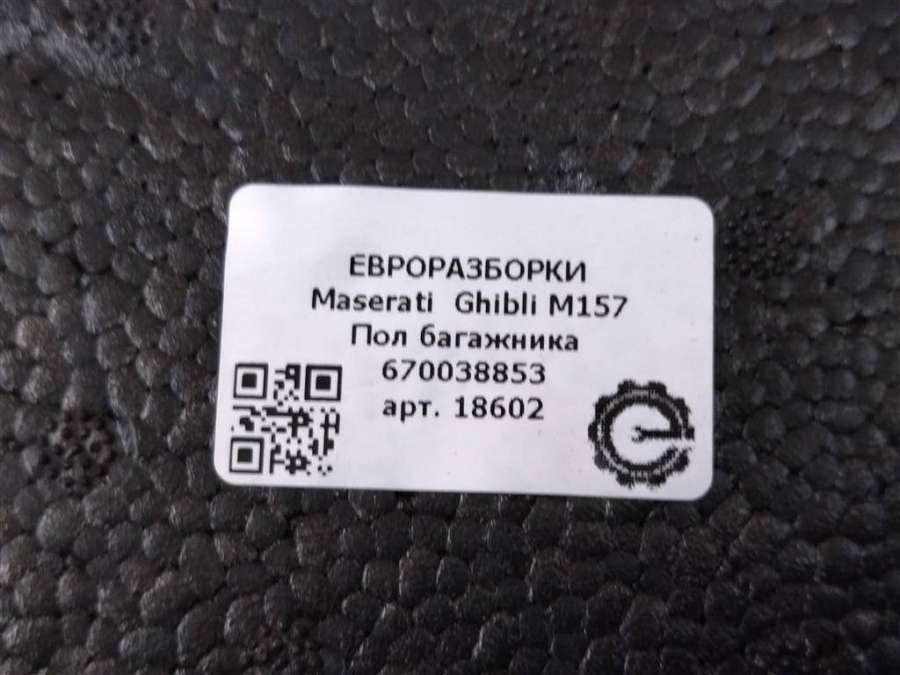 ЕВРОРАЗБОРКИ
Maserati Ghibli M157
Пол багажника
670038853
арт. 18602